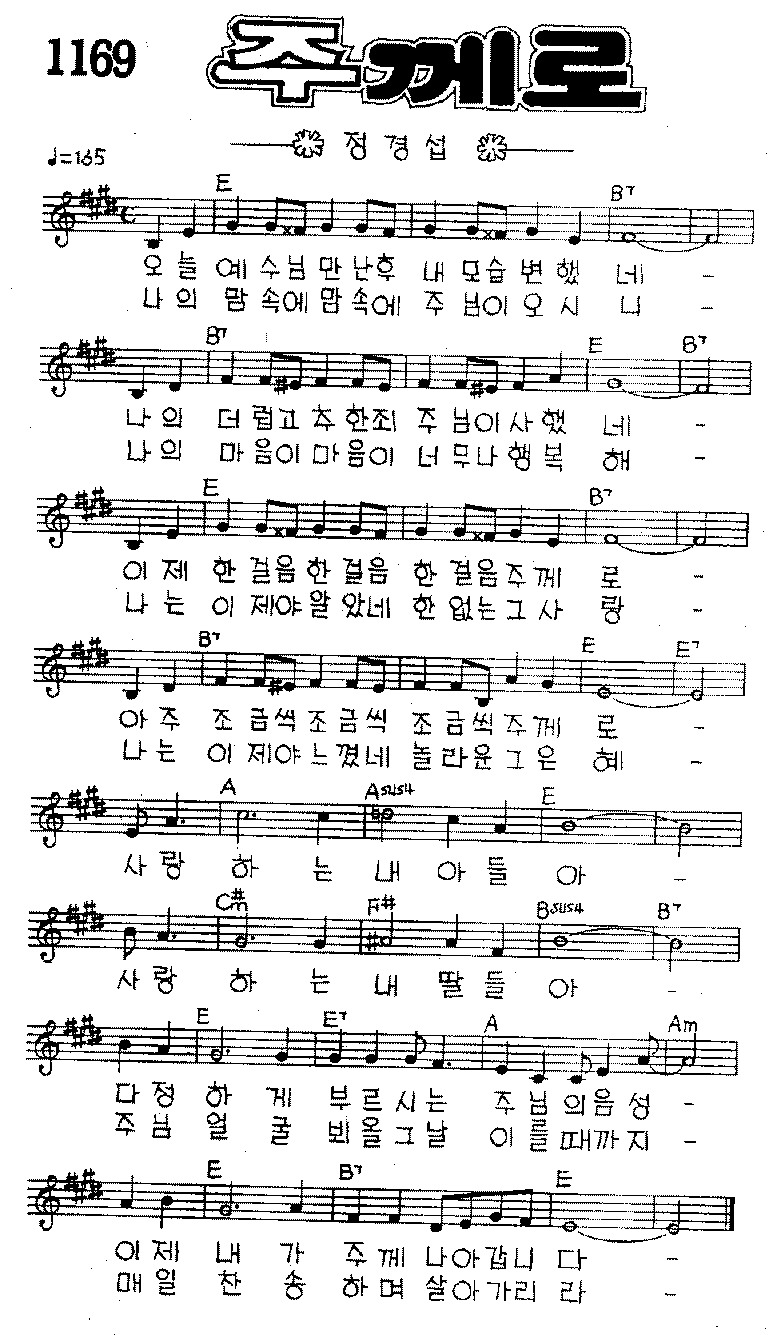 1169 주께로
정경섭
♩=165
E B7
오늘 예수님 만난후 내 모습변했 네 -
나의 맘속에맘속에 주님이오시 니 -
B7 E B7
나의 더럽고추한죄 주님이사했 네 -
나의 마음이마음이 너무나행복 해 -
E B7
이제 한걸음한걸음 한걸음주께 로 -
나는 이제야알았네 한없는그사 랑 -
B7 E E7
아주 조금씩조금씩 조금씩주께 로 -
나는 이제야느꼈네 놀라운그은 혜 -
A Asus4 E
사랑 하 는 내 아 들 아 -
C#m F# Bsus4 B7
사랑 하 는 내 딸 들 아 -
E E7 A Am
다정 하 게 부르시는 주님의음성 -
주님 얼 굴 뵈올그날 이를때까지 -
E B7 E
이제 내 가 주께 나아갑니 다 -
매일 찬 송 하며 살아가리 라 -